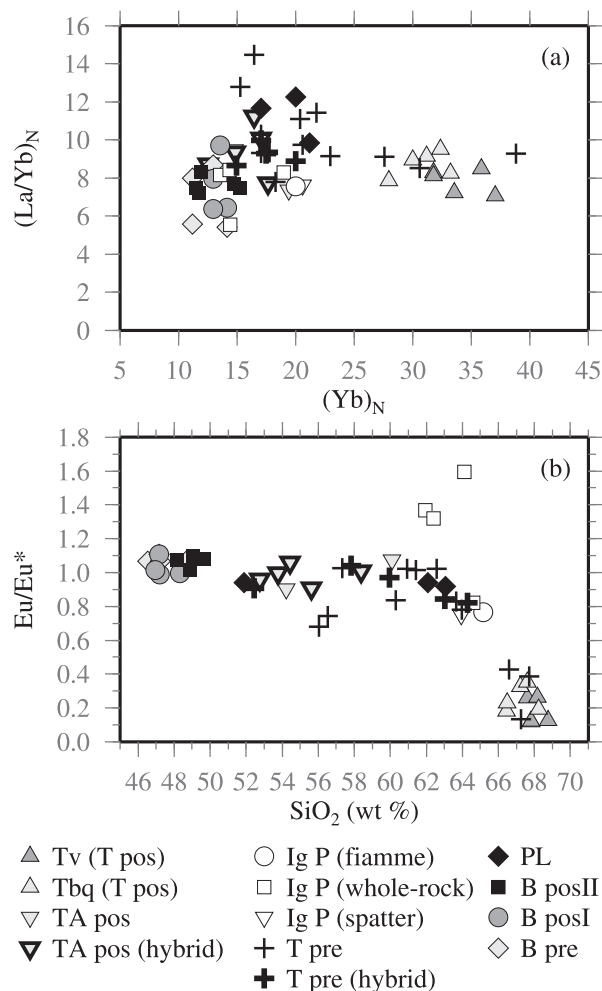 16
14
12
10
8
6
4
2
0
(La/Yb)N
(a)
5 10 15 20 25 30 35 40 45
(Yb)N
1.8
1.6
1.4
1.2
1.0
0.8
0.6
0.4
0.2
0.0
Eu/Eu*
(b)
46 48 50 52 54 56 58 60 62 64 66 68 70
SiO2 (wt %)
Tv (T pos)
Tbq (T pos)
TA pos
TA pos (hybrid)
Ig P (fiamme)
Ig P (whole-rock)
Ig P (spatter)
T pre
T pre (hybrid)
PL
B posII
B posI
B pre